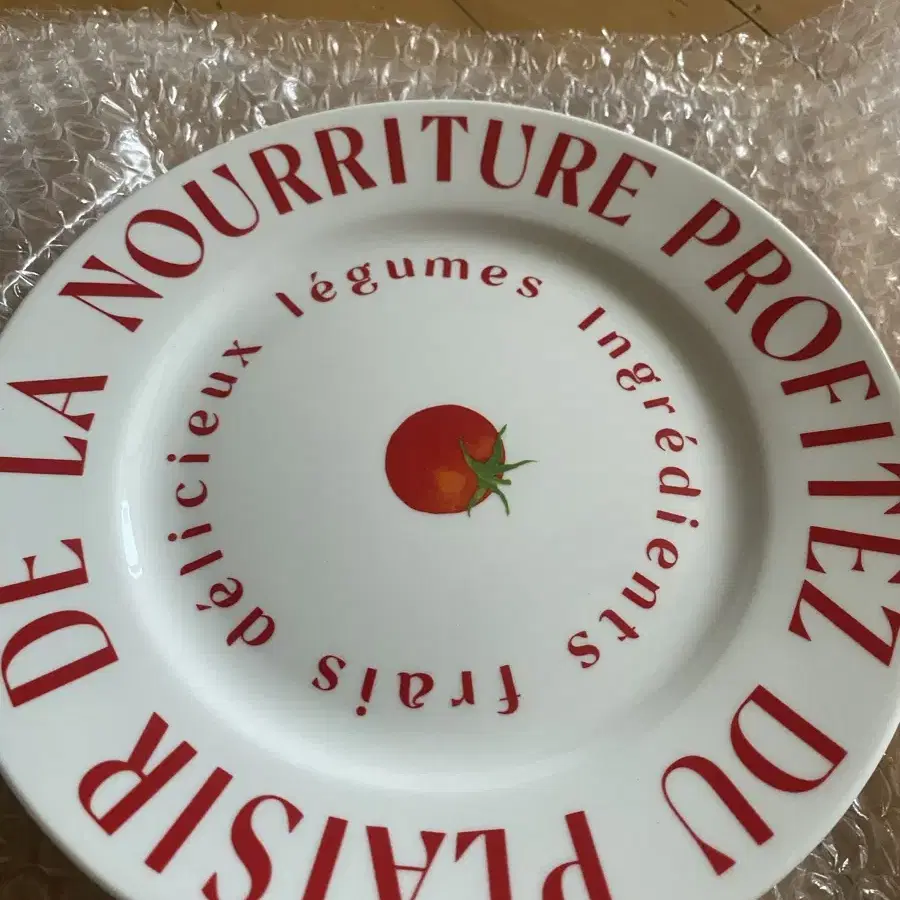 PROFITEZ DU PLAISIR DE LA NOURRITURE
Ingrédients frais délicieux légumes